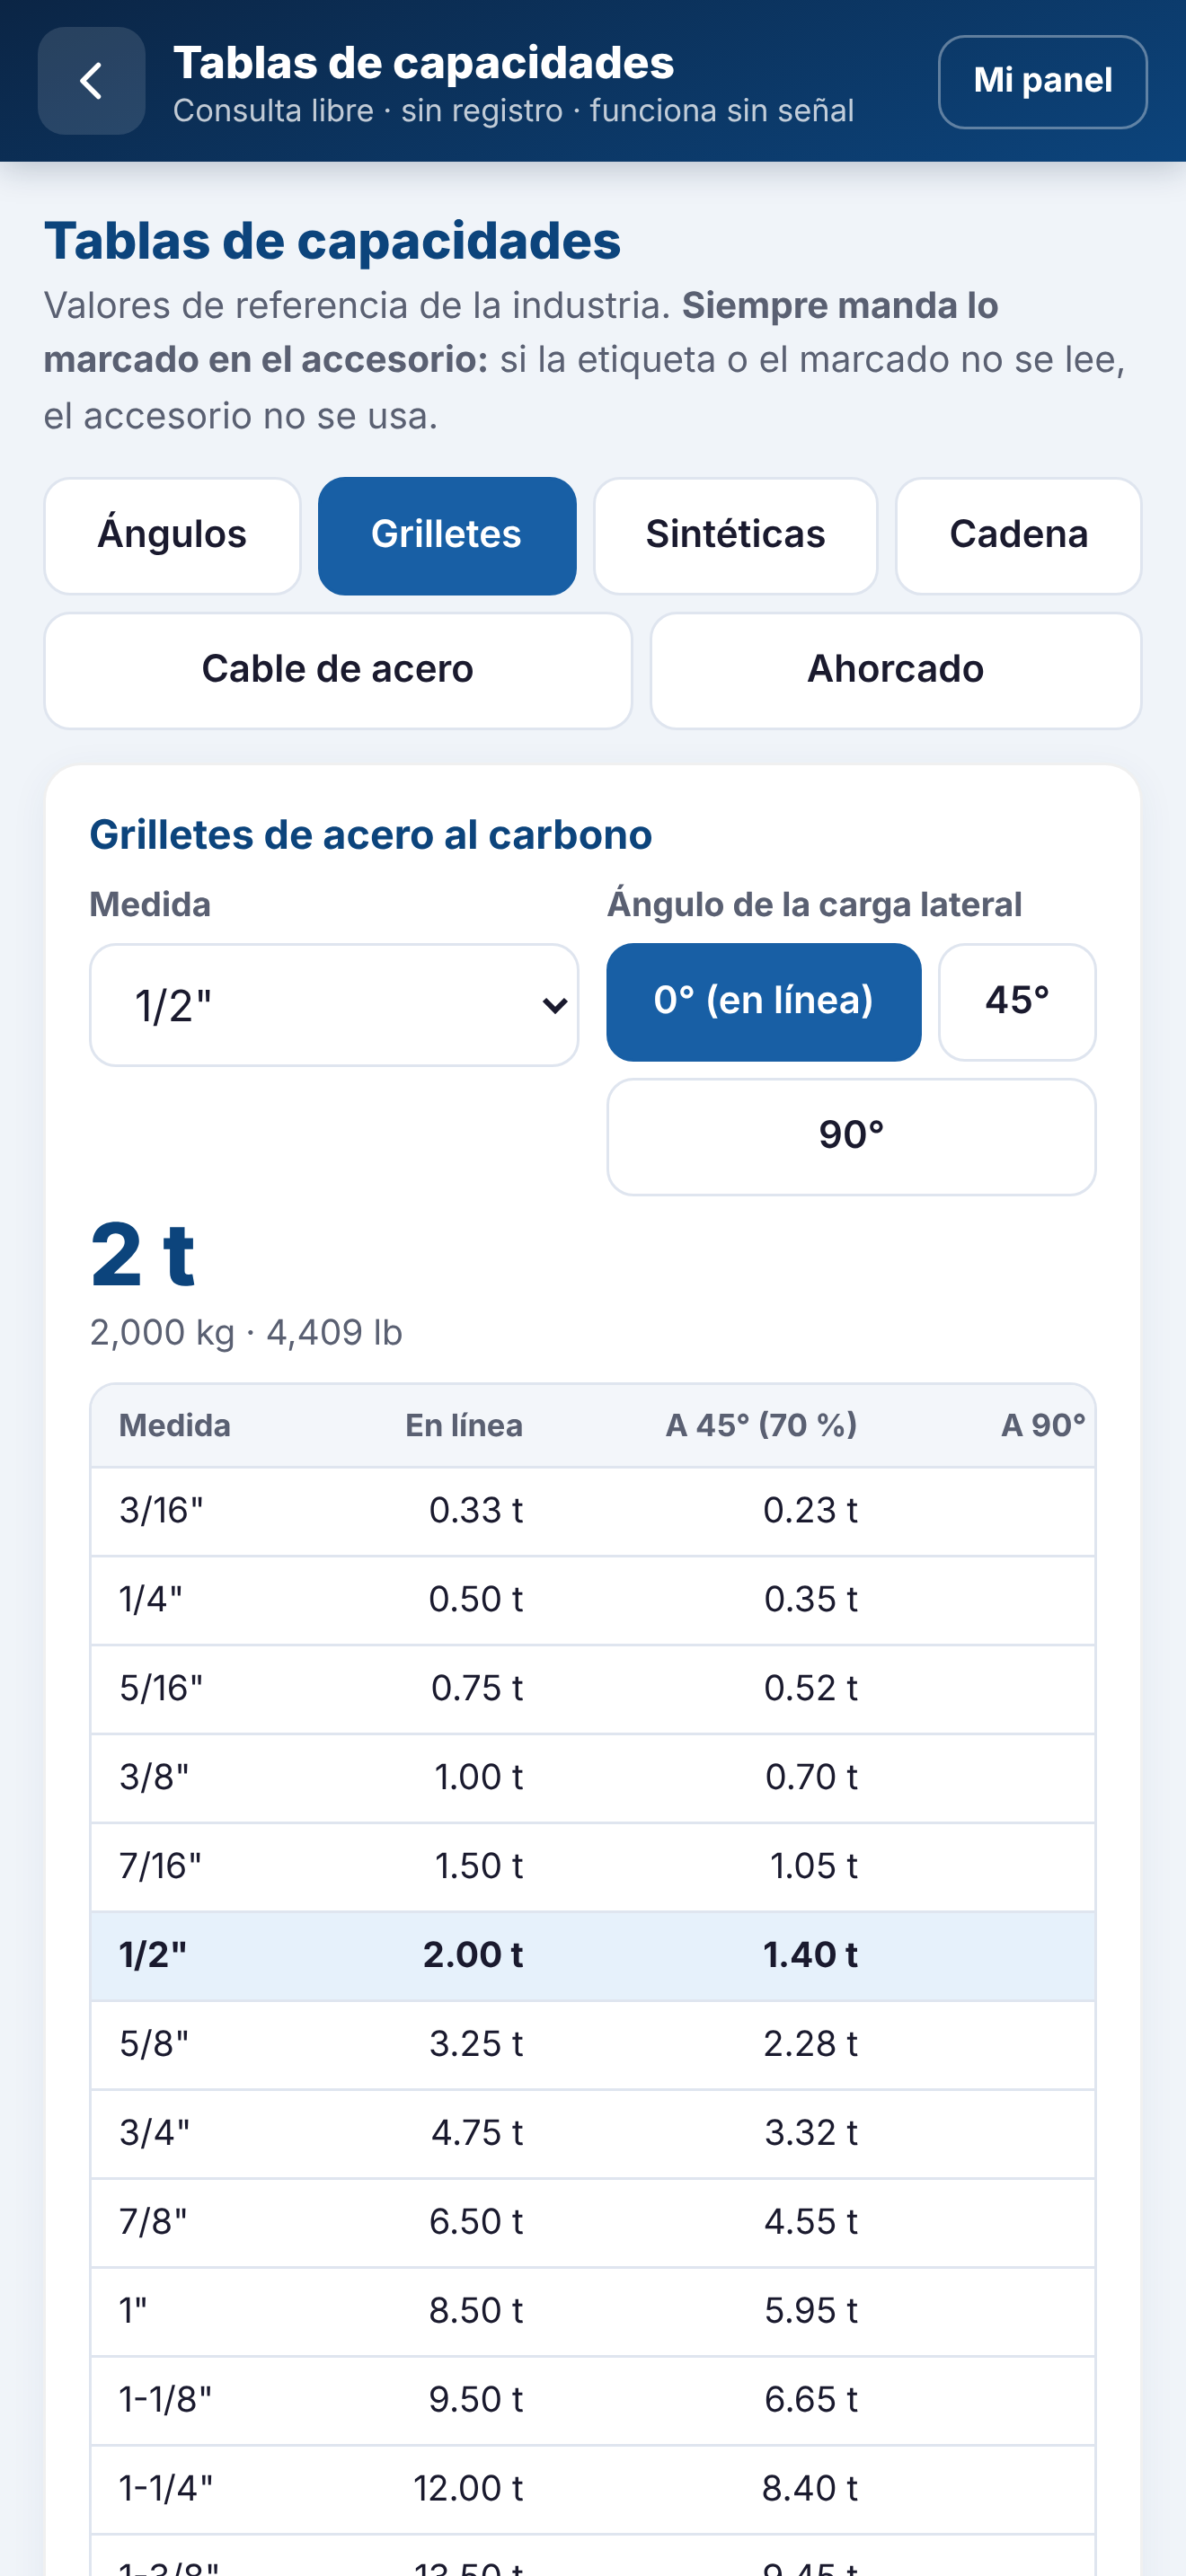 Tablas de capacidades
Consulta libre · sin registro · funciona sin señal
Mi panel
Tablas de capacidades
Valores de referencia de la industria. Siempre manda lo
marcado en el accesorio: si la etiqueta o el marcado no se lee,
el accesorio no se usa.
Ángulos Grilletes Sintéticas Cadena
Cable de acero Ahorcado
Grilletes de acero al carbono
Medida Ángulo de la carga lateral
1/2" 0° (en línea) 45°
90°
2 t
2,000 kg · 4,409 lb
Medida En línea A 45° (70 %) A 90°
3/16" 0.33 t 0.23 t
1/4" 0.50 t 0.35 t
5/16" 0.75 t 0.52 t
3/8" 1.00 t 0.70 t
7/16" 1.50 t 1.05 t
1/2" 2.00 t 1.40 t
5/8" 3.25 t 2.28 t
3/4" 4.75 t 3.32 t
7/8" 6.50 t 4.55 t
1" 8.50 t 5.95 t
1-1/8" 9.50 t 6.65 t
1-1/4" 12.00 t 8.40 t
1-3/8" 13.50 t 9.45 t